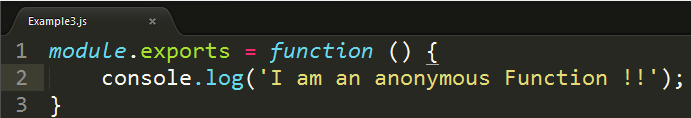 Example3.js ×
1 module.exports = function () {
2     console.log('I am an anonymous Function !!');
3 }